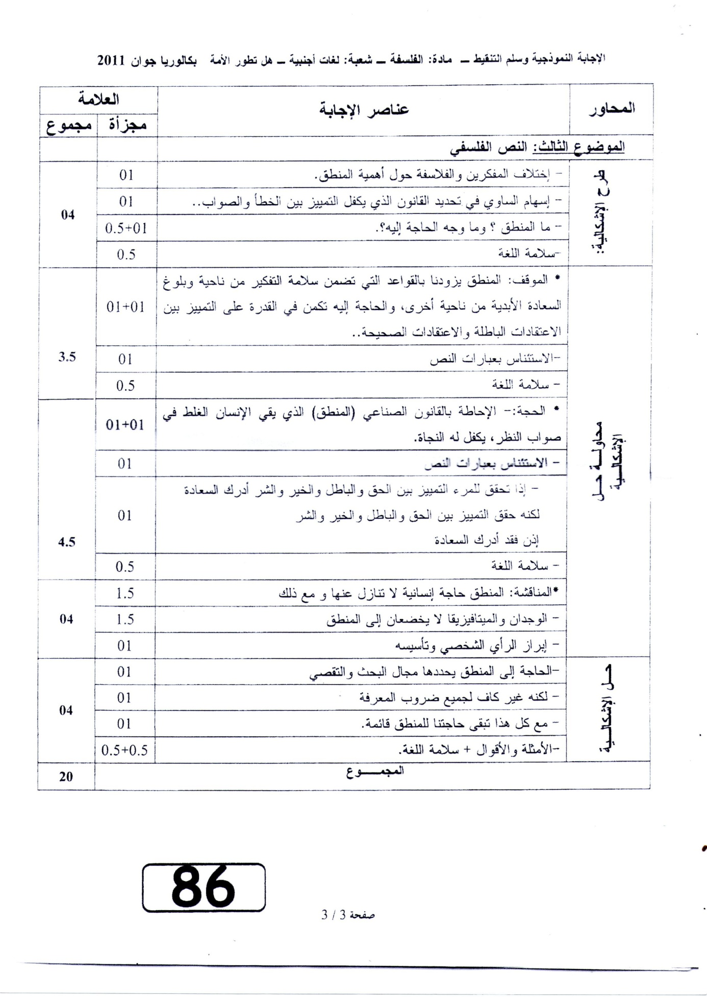 الإجابة النموذجية وسلم التنقيط – مادة: الفلسفة – شعبة: لغات أجنبية – هل تطور الأمة بكالوريا جوان 2011
المحاور
عناصر الإجابة
العلامة
مجزأة
مجموع
الموضوع الثالث: النص الفلسفي
طرح الإشكالية:
- إختلاف المفكرين والفلاسفة حول أهمية المنطق.
01
- إسهام الساوي في تحديد القانون الذي يكفل التمييز بين الخطأ والصواب..
01
04
- ما المنطق ؟ وما وجه الحاجة إليه؟.
0.5+01
-سلامة اللغة
0.5
محاولة حل
الإشكالية
* الموقف: المنطق يزودنا بالقواعد التي تضمن سلامة التفكير من ناحية وبلوغ
السعادة الأبدية من ناحية أخرى، والحاجة إليه تكمن في القدرة على التمييز بين
الاعتقادات الباطلة والاعتقادات الصحيحة..
01+01
-الاستئناس بعبارات النص
01
3.5
- سلامة اللغة
0.5
* الحجة:- الإحاطة بالقانون الصناعي (المنطق) الذي يقي الإنسان الغلط في
صواب النظر، يكفل له النجاة.
01+01
- الاستئناس بعبارات النص
01
- إذا تحقق للمرء التمييز بين الحق والباطل والخير والشر أدرك السعادة
لكنه حقق التمييز بين الحق والباطل والخير والشر
إذن فقد أدرك السعادة
01
4.5
- سلامة اللغة
0.5
*المناقشة: المنطق حاجة إنسانية لا تنازل عنها و مع ذلك
1.5
- الوجدان والميتافيزيقا لا يخضعان إلى المنطق
1.5
04
- إبراز الرأي الشخصي وتأسيسه
01
حل الإشكالية
-الحاجة إلى المنطق يحددها مجال البحث والتقصي
01
- لكنه غير كاف لجميع ضروب المعرفة
01
04
- مع كل هذا تبقى حاجتنا للمنطق قائمة.
01
-الأمثلة والأقوال + سلامة اللغة.
0.5+0.5
المجموع
20
86
صفحة 3 / 3